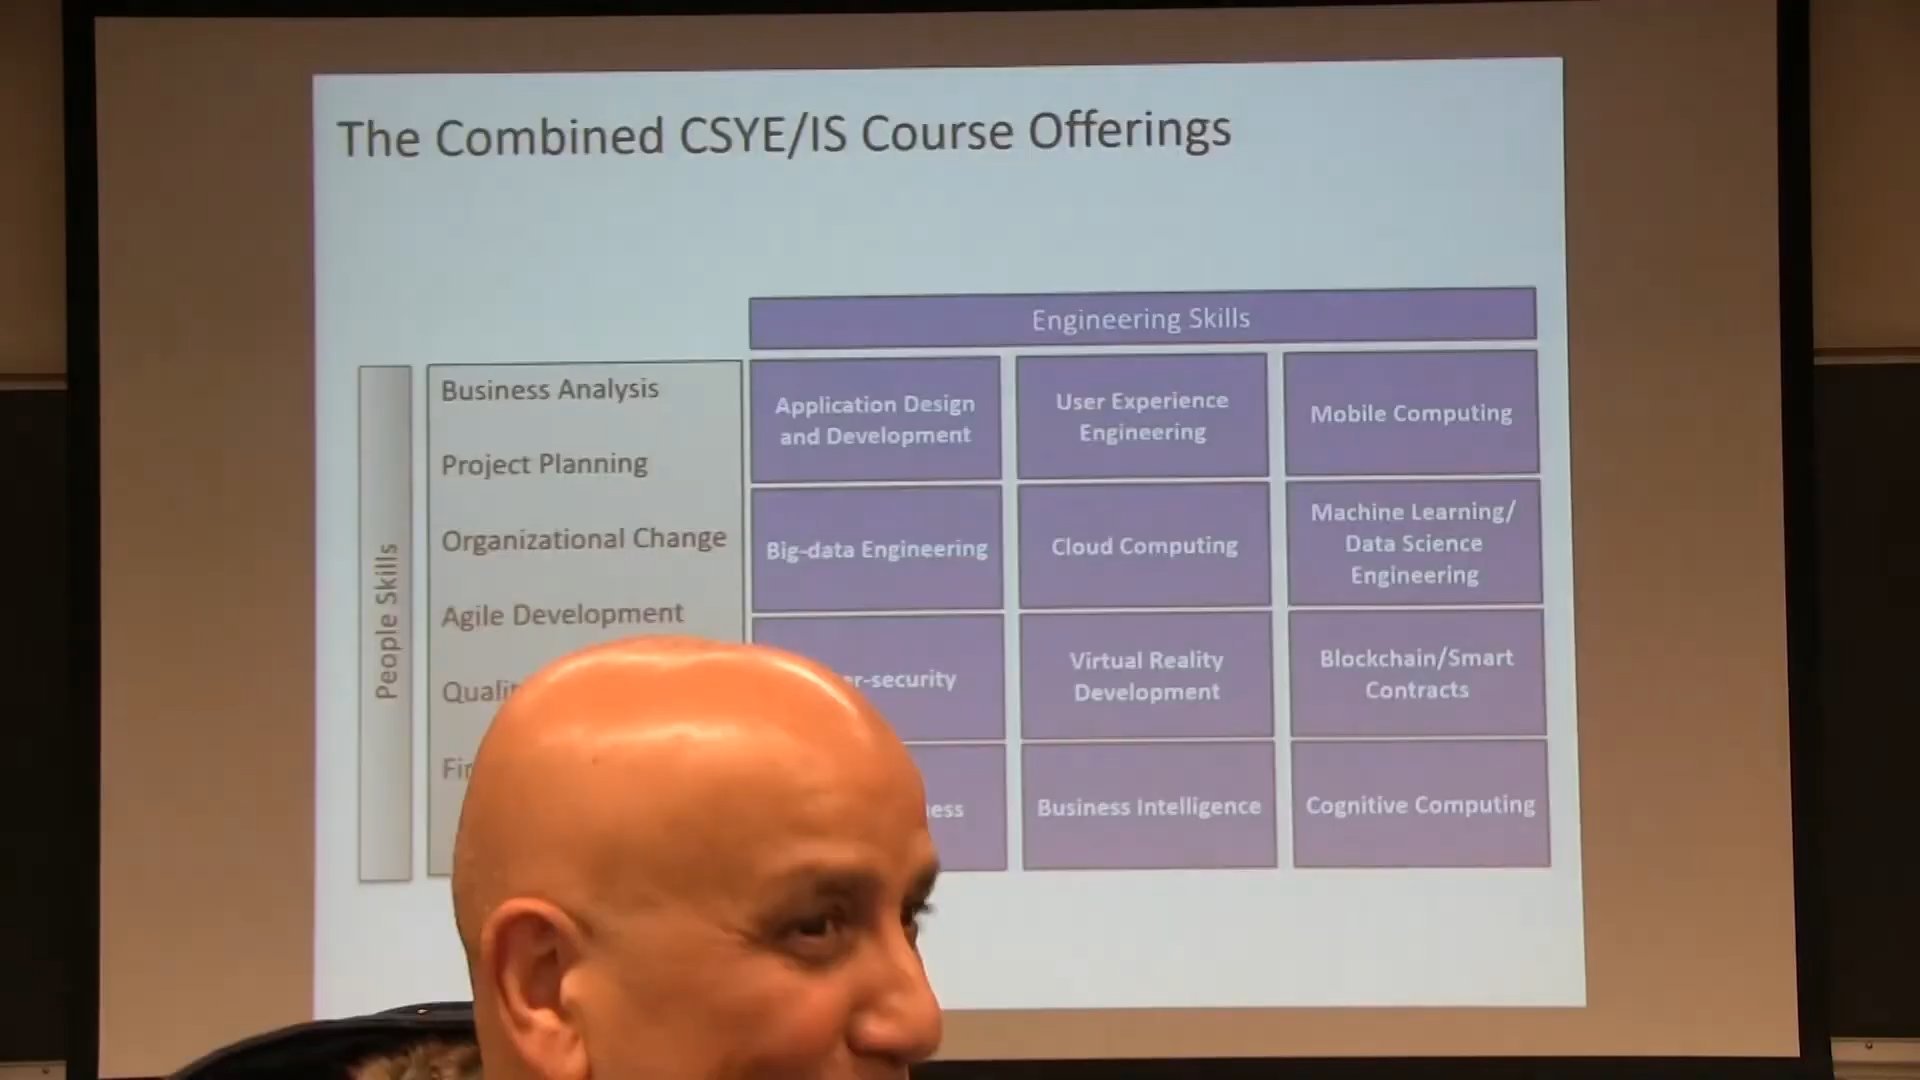 The Combined CSYE/IS Course Offerings
Engineering Skills
People Skills
Business Analysis
Project Planning
Organizational Change
Agile Development
Application Design
and Development
User Experience
Engineering
Mobile Computing
Big-data Engineering
Cloud Computing
Machine Learning/
Data Science
Engineering
Virtual Reality
Development
Blockchain/Smart
Contracts
Business Intelligence
Cognitive Computing